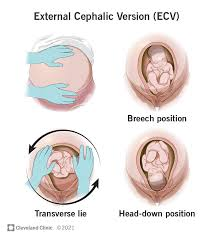 External Cephalic Version (ECV)
Breech position
Transverse lie
Head-down position
Cleveland Clinic ©2021